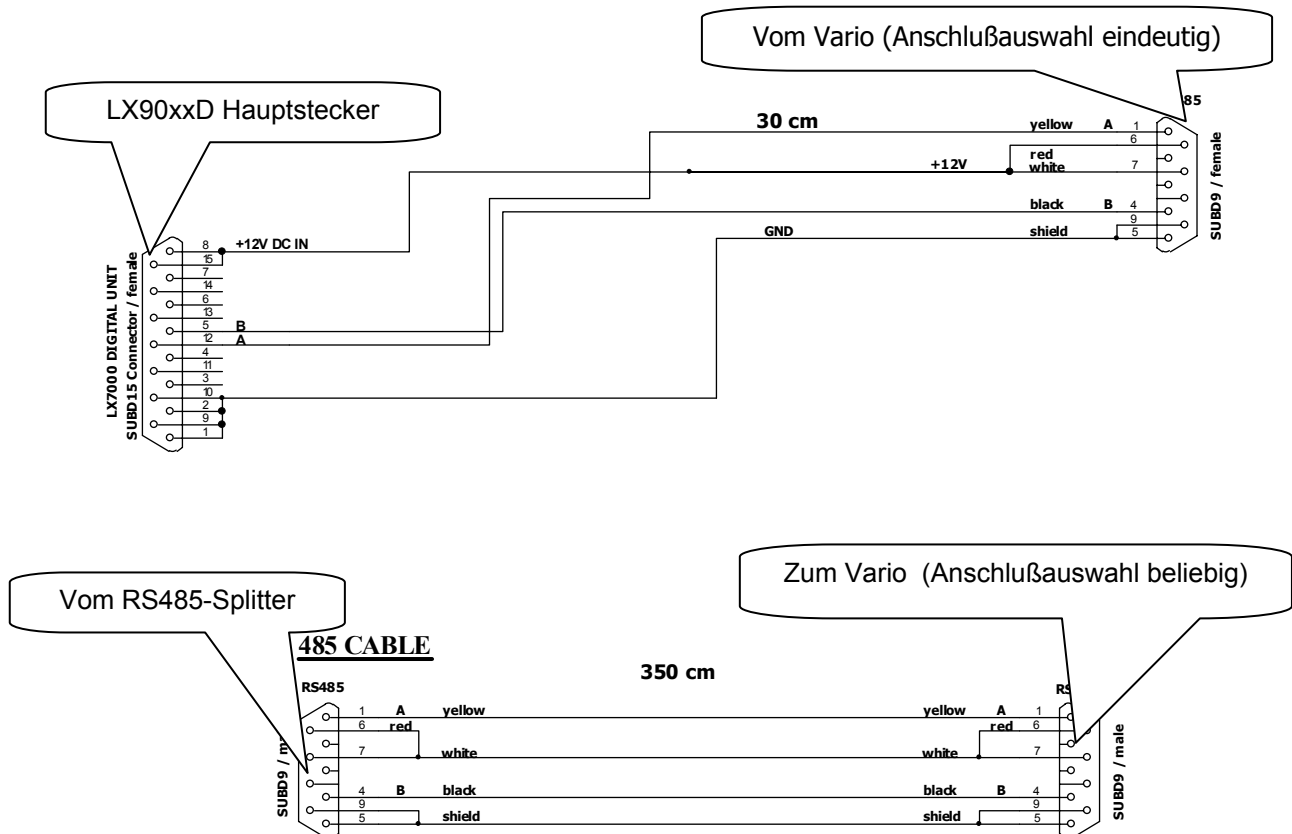 Vom Vario (Anschlußauswahl eindeutig)
LX90xxD Hauptstecker
85
30 cm
yellow A 1
6
red
+12V white 7
black B 4
9
GND shield 5
SUBD9 / female
8 +12V DC IN
15
7
14
6
13
5 B
12 A
4
11
3
10
2
9
1
LX7000 DIGITAL UNIT
SUBD15 Connector / female
Zum Vario (Anschlußauswahl beliebig)
Vom RS485-Splitter
485 CABLE
350 cm
RS485
1 A yellow yellow A 1
6 red red 6
7 white white 7
4 B black black B 4
9 9
5 shield shield 5
SUBD9 / male